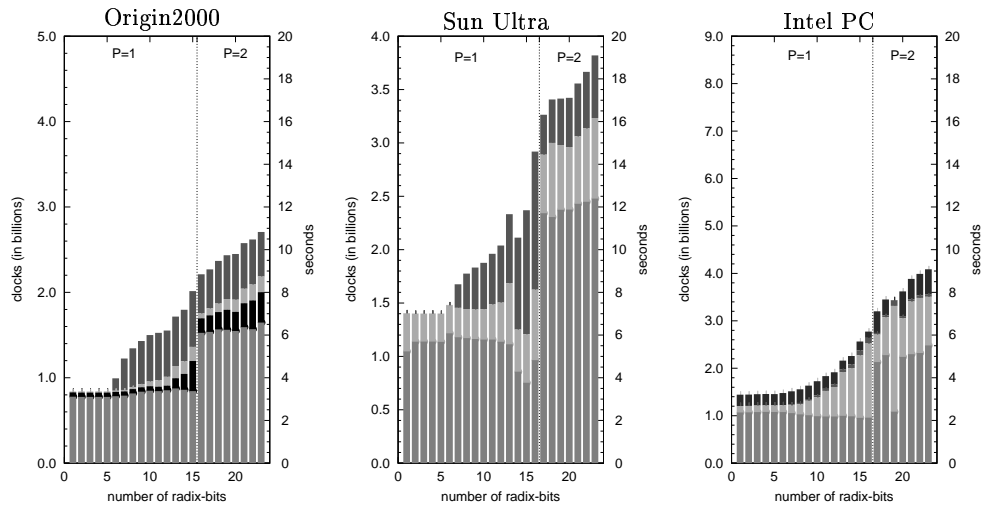 Origin2000
5.0
4.0
3.0
2.0
1.0
0.0
clocks (in billions)
P=1
P=2
20
18
16
14
12
10
8
6
4
2
0
seconds
0 5 10 15 20
number of radix-bits
Sun Ultra
4.0
3.5
3.0
2.5
2.0
1.5
1.0
0.5
0.0
clocks (in billions)
P=1
P=2
20
18
16
14
12
10
8
6
4
2
0
seconds
0 5 10 15 20
number of radix-bits
Intel PC
9.0
8.0
7.0
6.0
5.0
4.0
3.0
2.0
1.0
0.0
clocks (in billions)
P=1
P=2
20
18
16
14
12
10
8
6
4
2
0
seconds
0 5 10 15 20
number of radix-bits